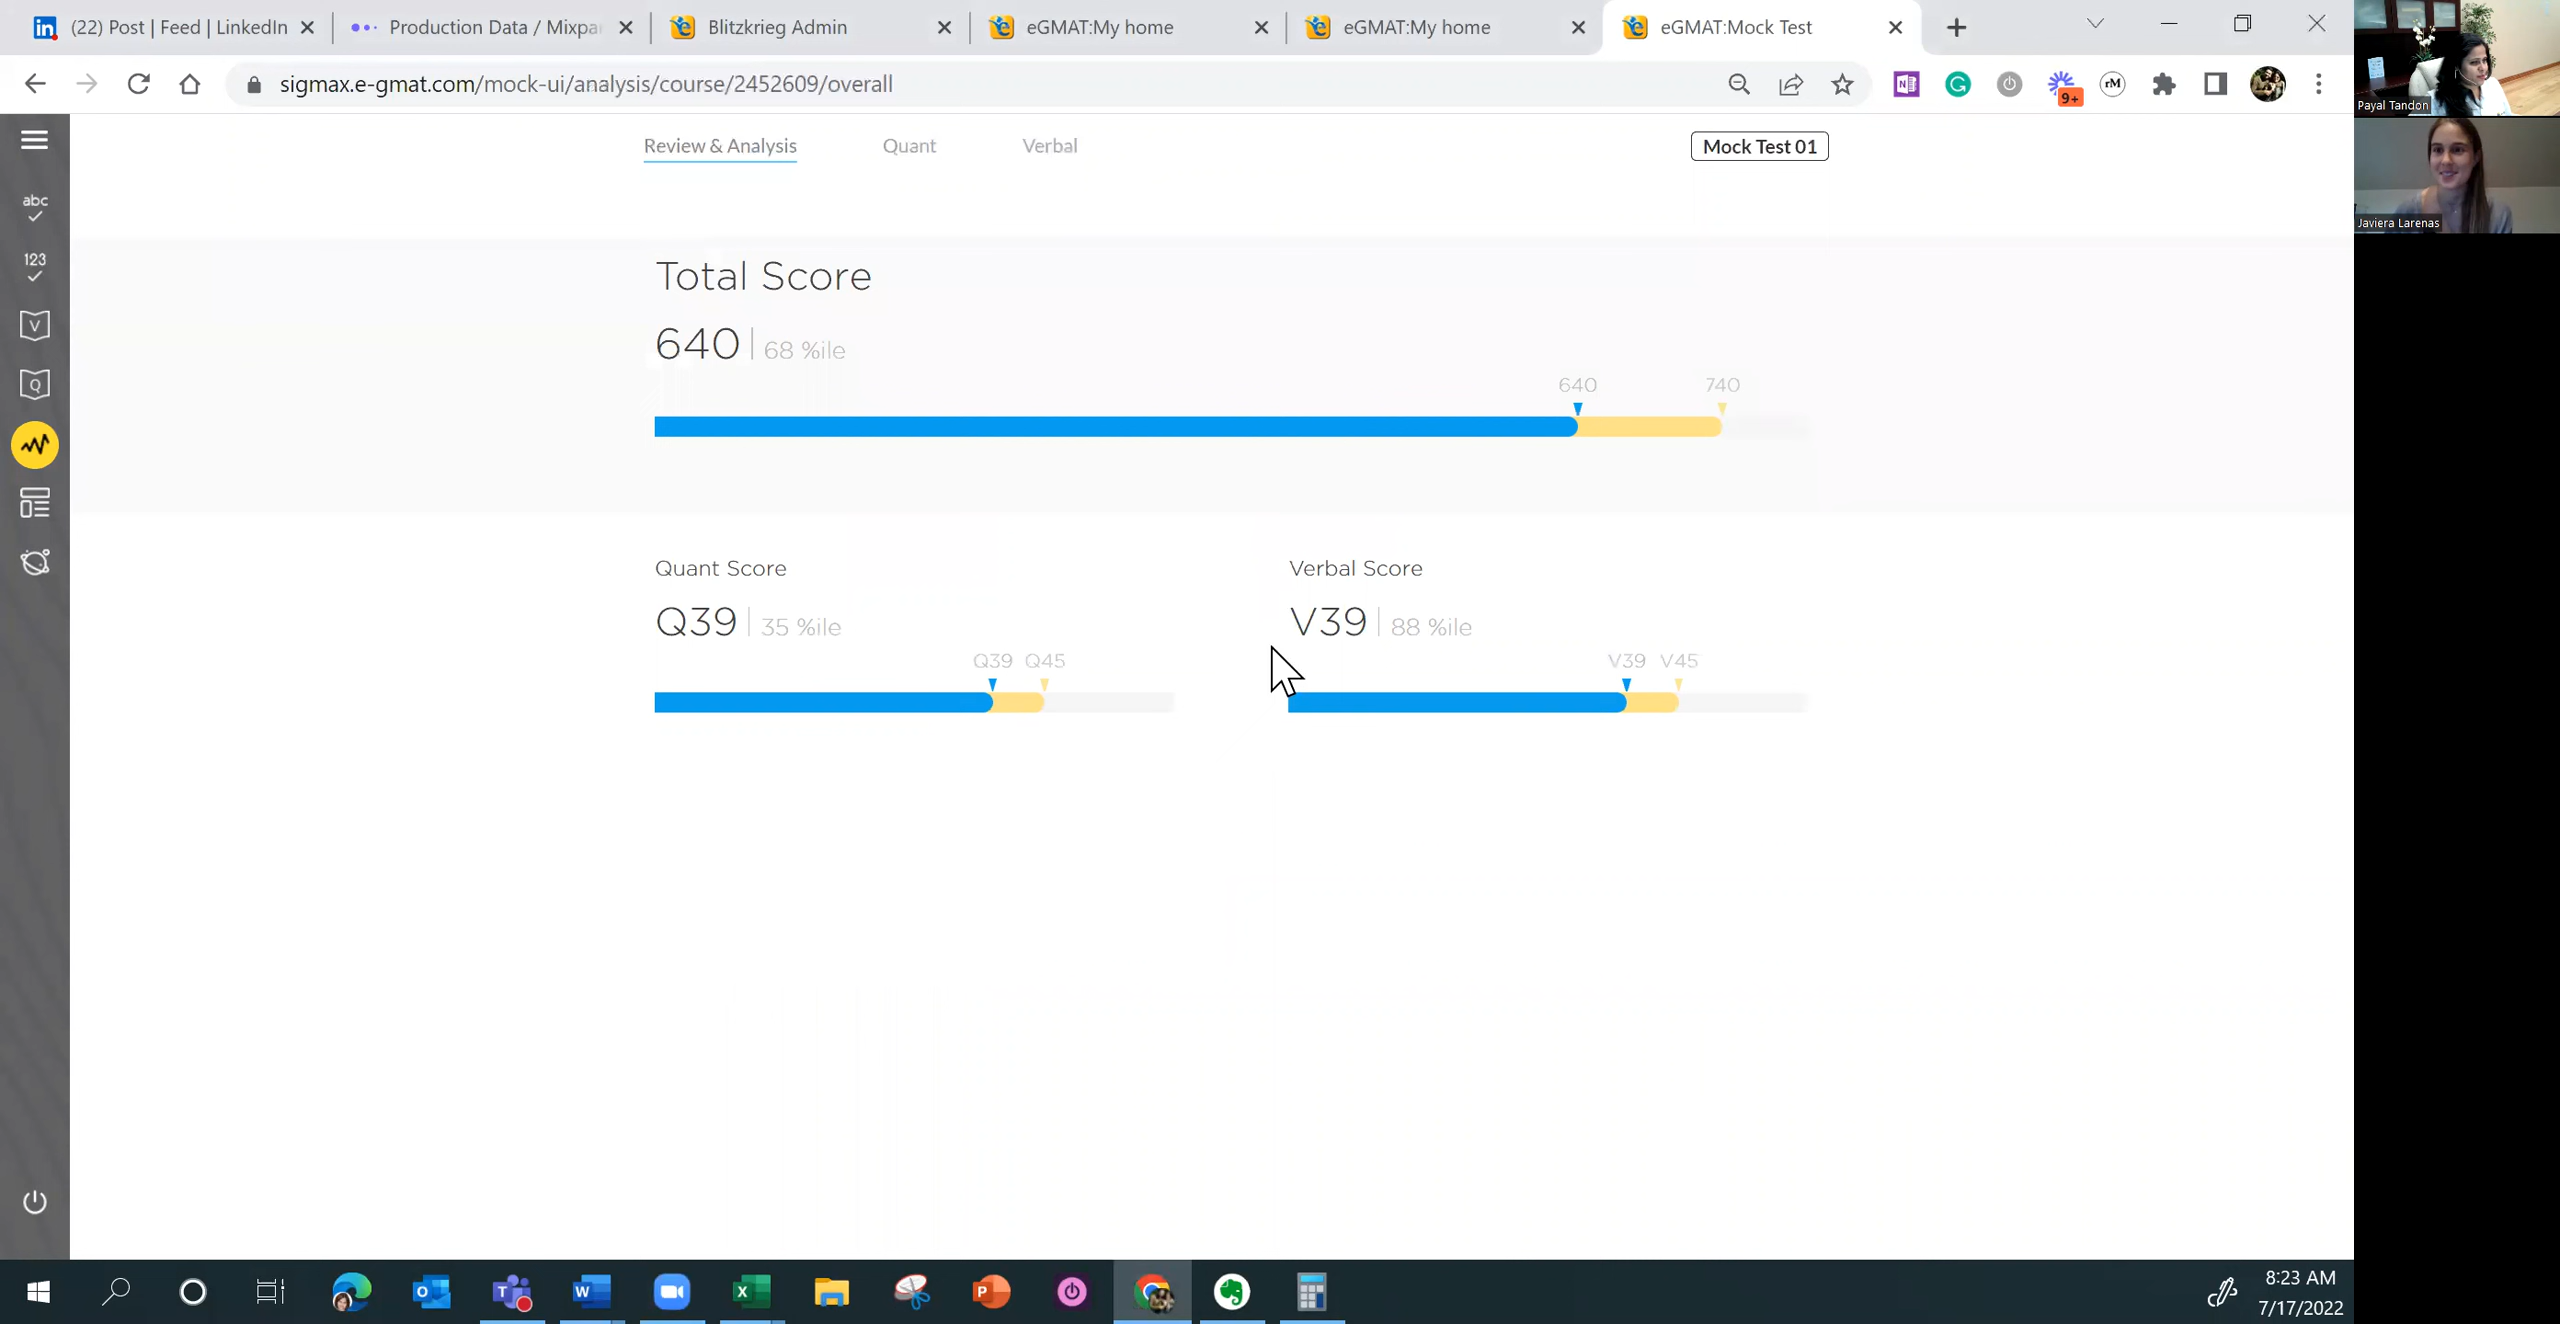 (22) Post | Feed | LinkedIn
Production Data / Mixpa
Blitzkrieg Admin
eGMAT:My home
eGMAT:My home
eGMAT:Mock Test
sigmax.e-gmat.com/mock-ui/analysis/course/2452609/overall
9+
rM
Payal Tandon
Javiera Larenas
Review & Analysis
Quant
Verbal
Mock Test 01
abc
123
V
Q
Total Score
640 | 68 %ile
640
740
Quant Score
Q39 | 35 %ile
Q39
Q45
Verbal Score
V39 | 88 %ile
V39
V45
8:23 AM
7/17/2022